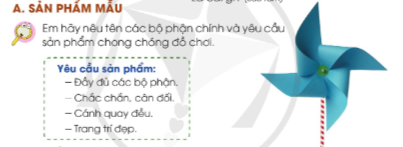 A. SẢN PHẨM MẪU
Em hãy nêu tên các bộ phận chính và yêu cầu
sản phẩm chong chóng đồ chơi.
Yêu cầu sản phẩm:
– Đầy đủ các bộ phận.
– Chắc chắn, cân đối.
– Cánh quay đều.
– Trang trí đẹp.